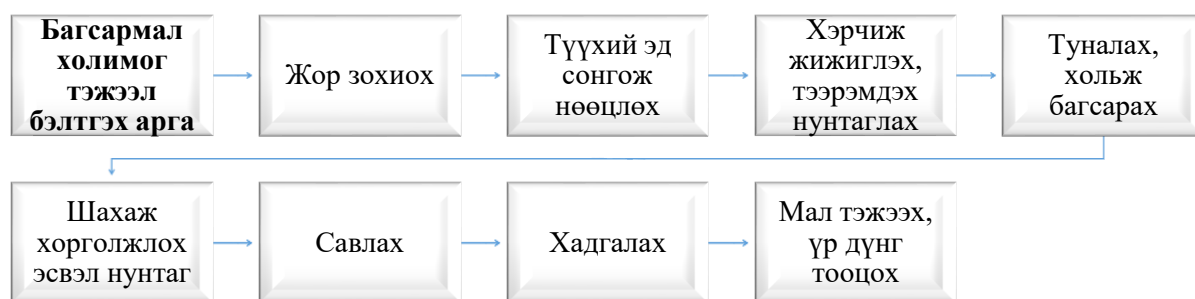 Багсармал
холимог
тэжээл
бэлтгэх арга
Жор зохиох
Түүхий эд
сонгож
нөөцлөх
Хэрчиж
жижиглэх,
тээрэмдэх
нунтаглах
Туналах,
хольж
багсарах
Шахаж
хорголжлох
эсвэл нунтаг
Савлах
Хадгалах
Мал тэжээх,
үр дүнг
тооцох